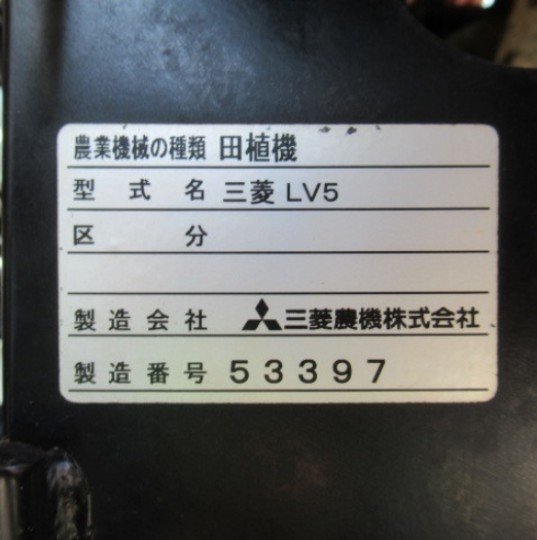 農業機械の種類 田植機
型式名 三菱 LV5
区分
製造会社 三菱農機株式会社
製造番号 53397